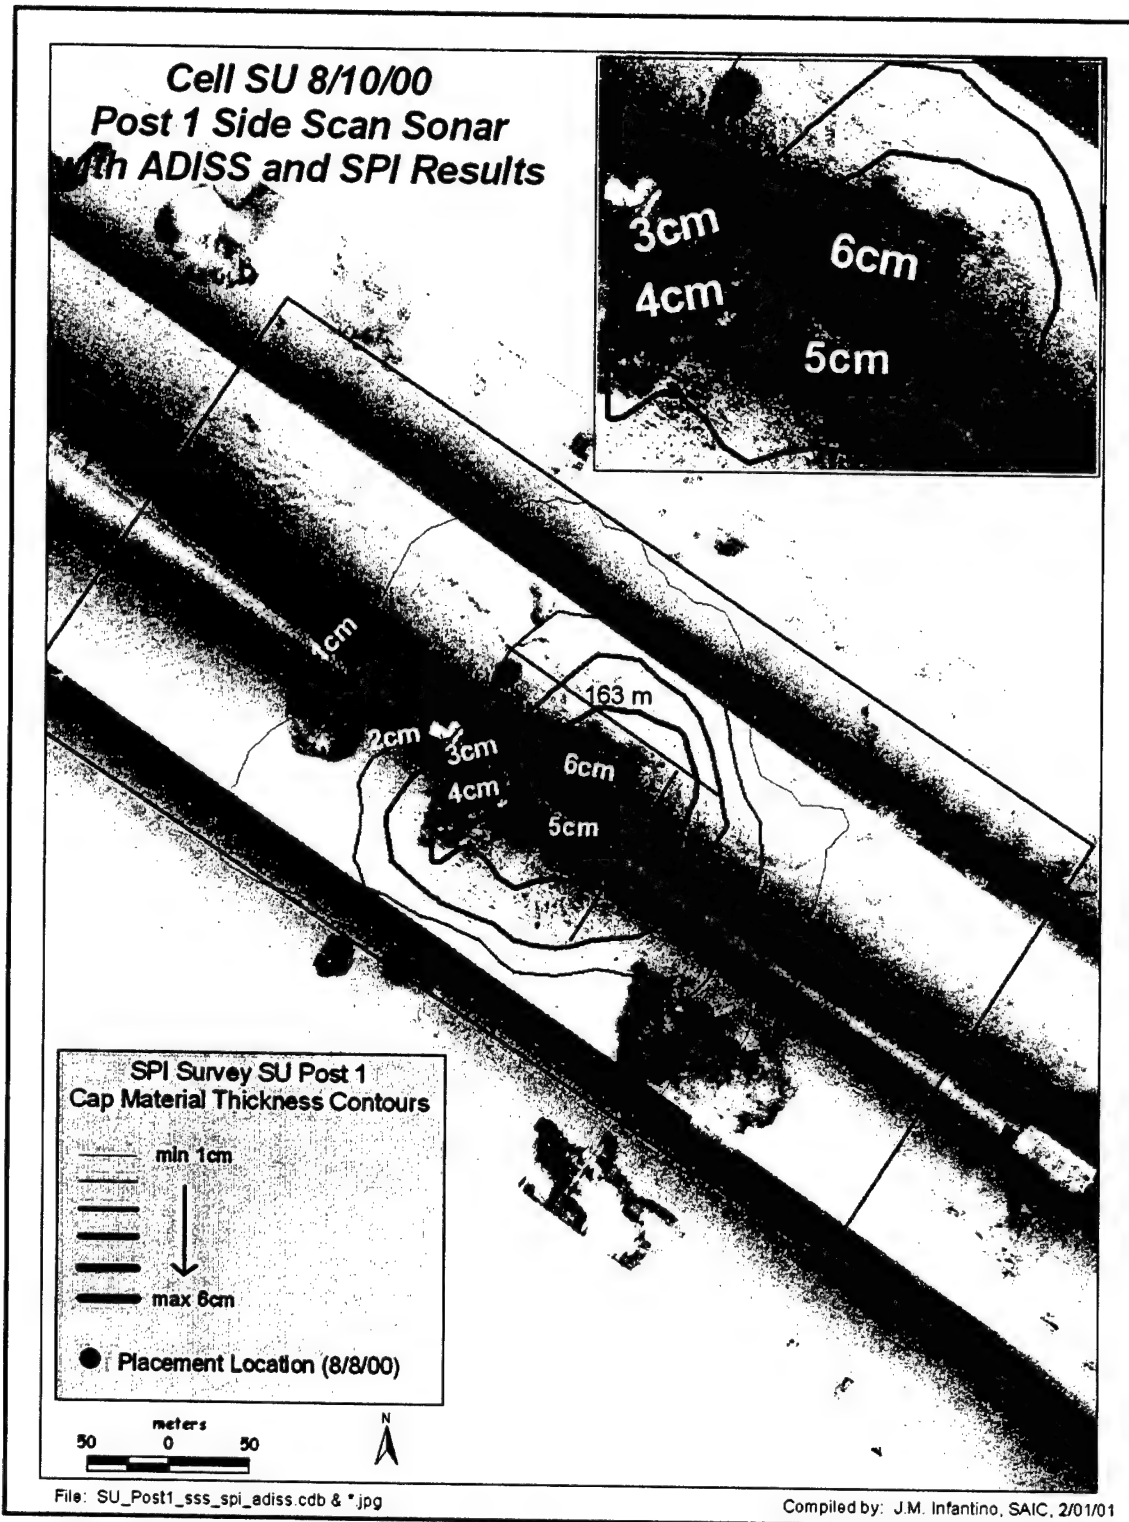 Cell SU 8/10/00
Post 1 Side Scan Sonar
with ADISS and SPI Results
3cm
6cm
4cm
5cm
1cm
163 m
2cm
3cm
6cm
4cm
5cm
SPI Survey SU Post 1
Cap Material Thickness Contours
min 1cm
max 6cm
Placement Location (8/8/00)
meters
50 0 50
N
File: SU_Post1_sss_spi_adiss.cdb & *.jpg
Compiled by: J.M. Infantino, SAIC, 2/01/01